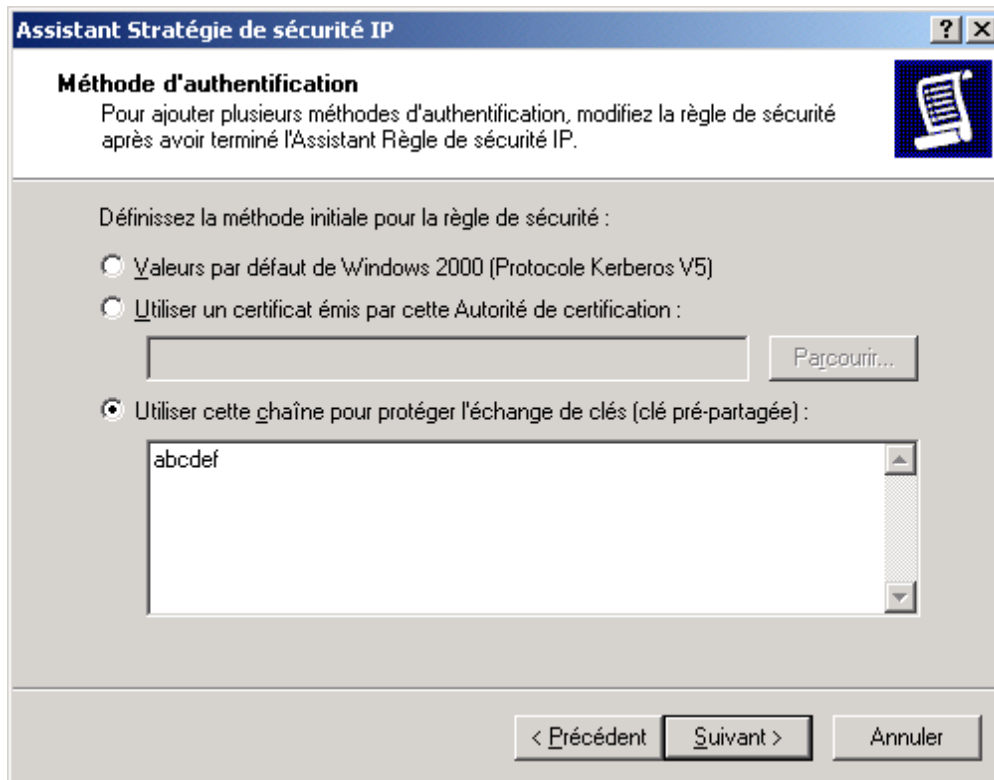 Assistant Stratégie de sécurité IP
Méthode d'authentification
Pour ajouter plusieurs méthodes d'authentification, modifiez la règle de sécurité
après avoir terminé l'Assistant Règle de sécurité IP.
Définissez la méthode initiale pour la règle de sécurité :
Valeurs par défaut de Windows 2000 (Protocole Kerberos V5)
Utiliser un certificat émis par cette Autorité de certification :
Parcourir...
Utiliser cette chaîne pour protéger l'échange de clés (clé pré-partagée) :
abcdef
< Précédent Suivant > Annuler